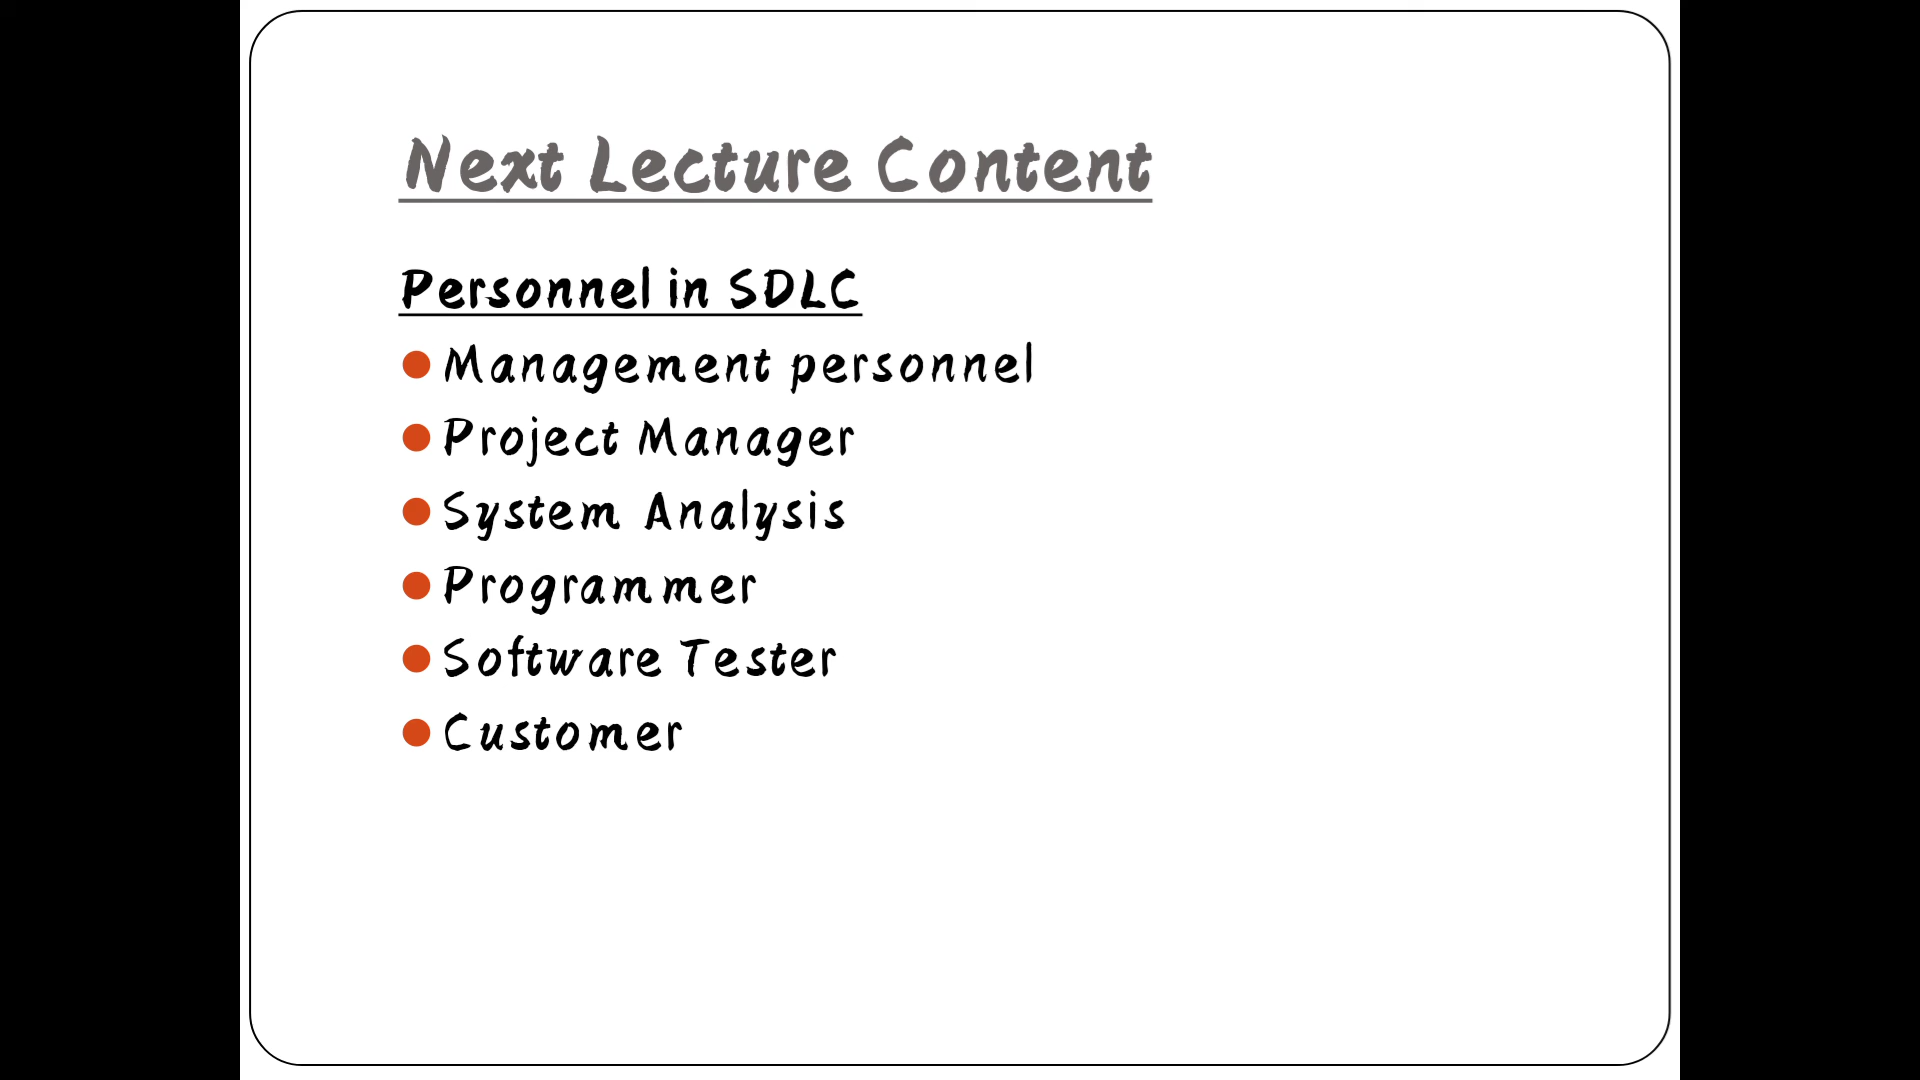 Next Lecture Content
Personnel in SDLC
Management personnel
Project Manager
System Analysis
Programmer
Software Tester
Customer